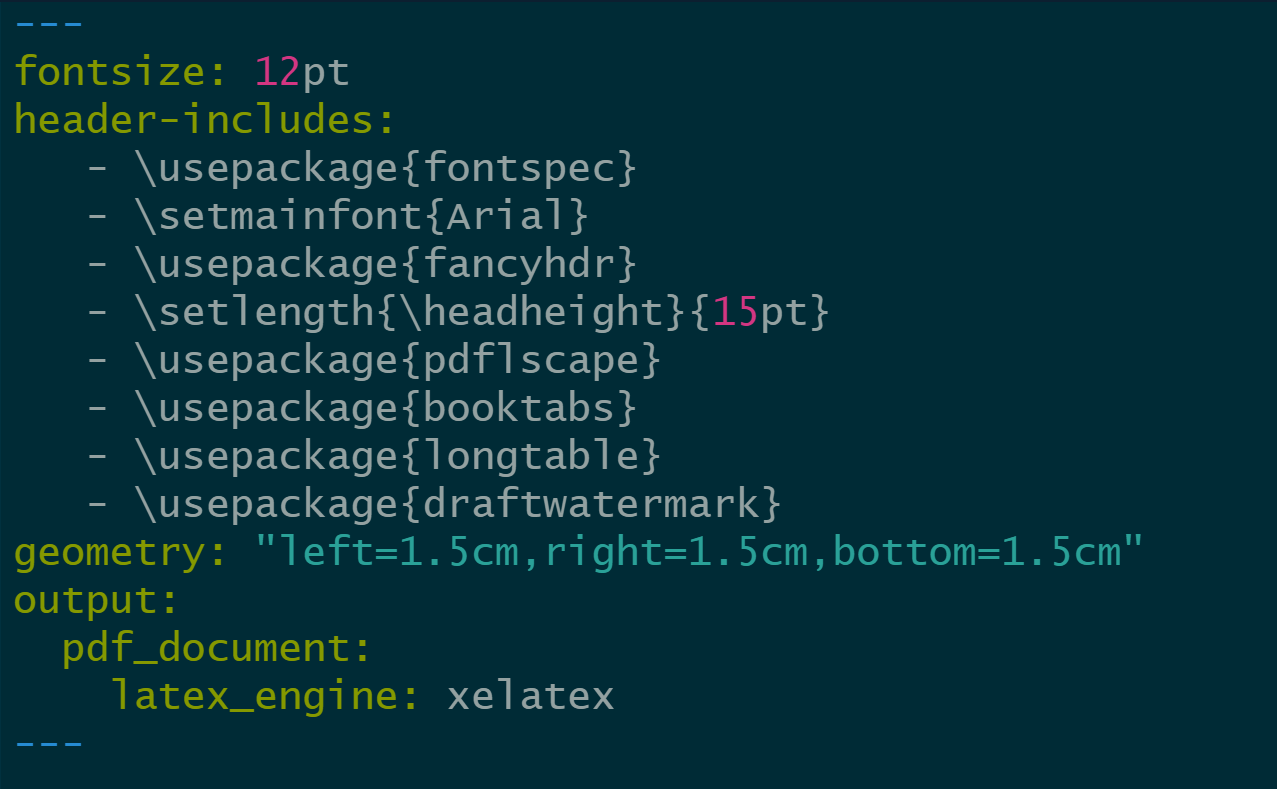 ---
fontsize: 12pt
header-includes:
   - \usepackage{fontspec}
   - \setmainfont{Arial}
   - \usepackage{fancyhdr}
   - \setlength{\headheight}{15pt}
   - \usepackage{pdflscape}
   - \usepackage{booktabs}
   - \usepackage{longtable}
   - \usepackage{draftwatermark}
geometry: "left=1.5cm,right=1.5cm,bottom=1.5cm"
output:
  pdf_document:
    latex_engine: xelatex
---